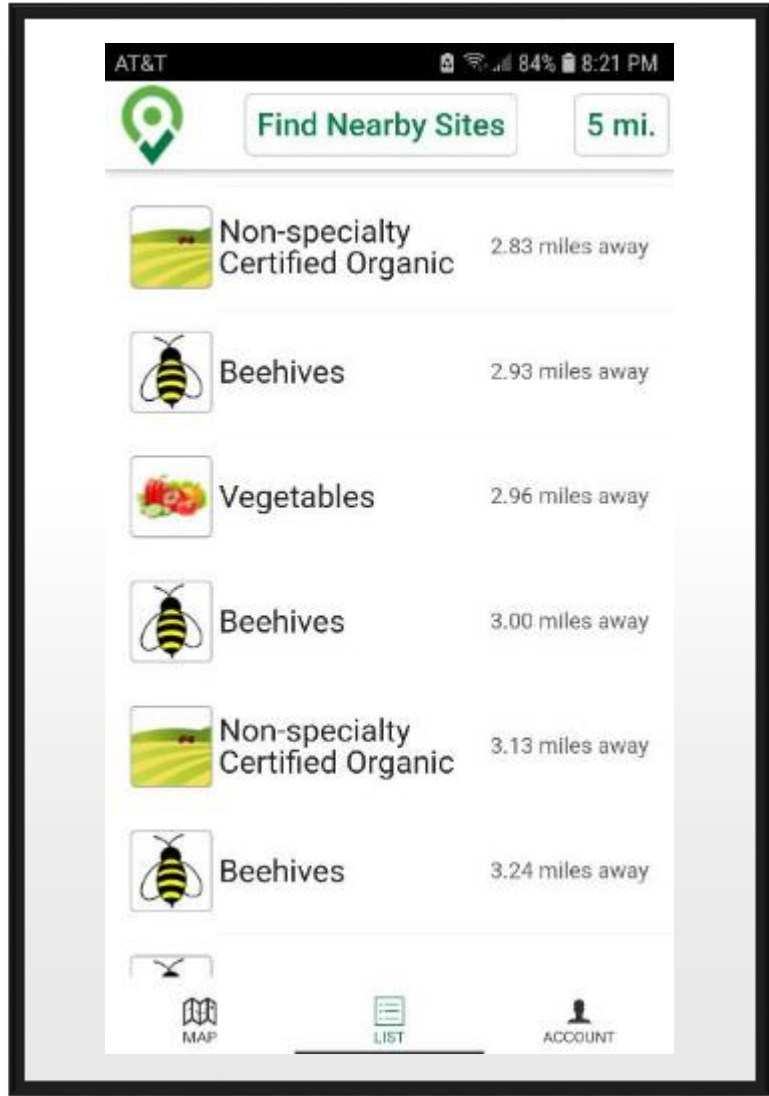 AT&T 84% 8:21 PM
Find Nearby Sites 5 mi.
Non-specialty
Certified Organic 2.83 miles away
Beehives 2.93 miles away
Vegetables 2.96 miles away
Beehives 3.00 miles away
Non-specialty
Certified Organic 3.13 miles away
Beehives 3.24 miles away
MAP LIST ACCOUNT